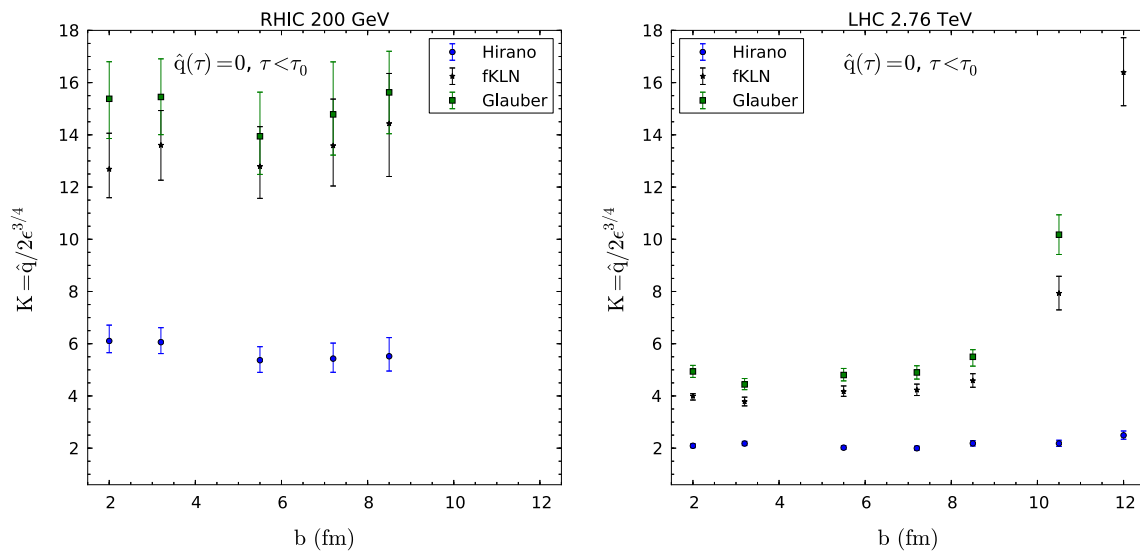 RHIC 200 GeV
18
16
14
12
10
8
6
4
2
K=q̂/2ϵ^{3/4}
q̂(τ)=0, τ<τ₀
Hirano
fKLN
Glauber
2
4
6
8
10
12
b (fm)
LHC 2.76 TeV
18
16
14
12
10
8
6
4
2
K=q̂/2ϵ^{3/4}
Hirano
fKLN
Glauber
q̂(τ)=0, τ<τ₀
2
4
6
8
10
12
b (fm)